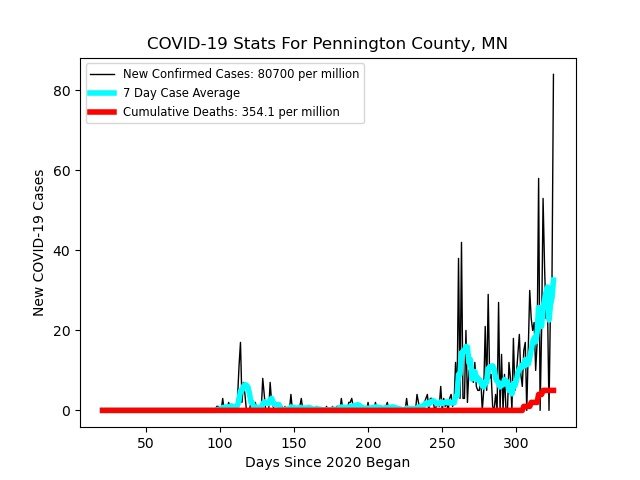 COVID-19 Stats For Pennington County, MN
New Confirmed Cases: 80700 per million
7 Day Case Average
Cumulative Deaths: 354.1 per million
New COVID-19 Cases
80
60
40
20
0
50
100
150
200
250
300
Days Since 2020 Began